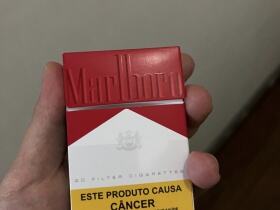 Marlboro
20 FILTER CIGARETTES
ESTE PRODUTO CAUSA
CÂNCER